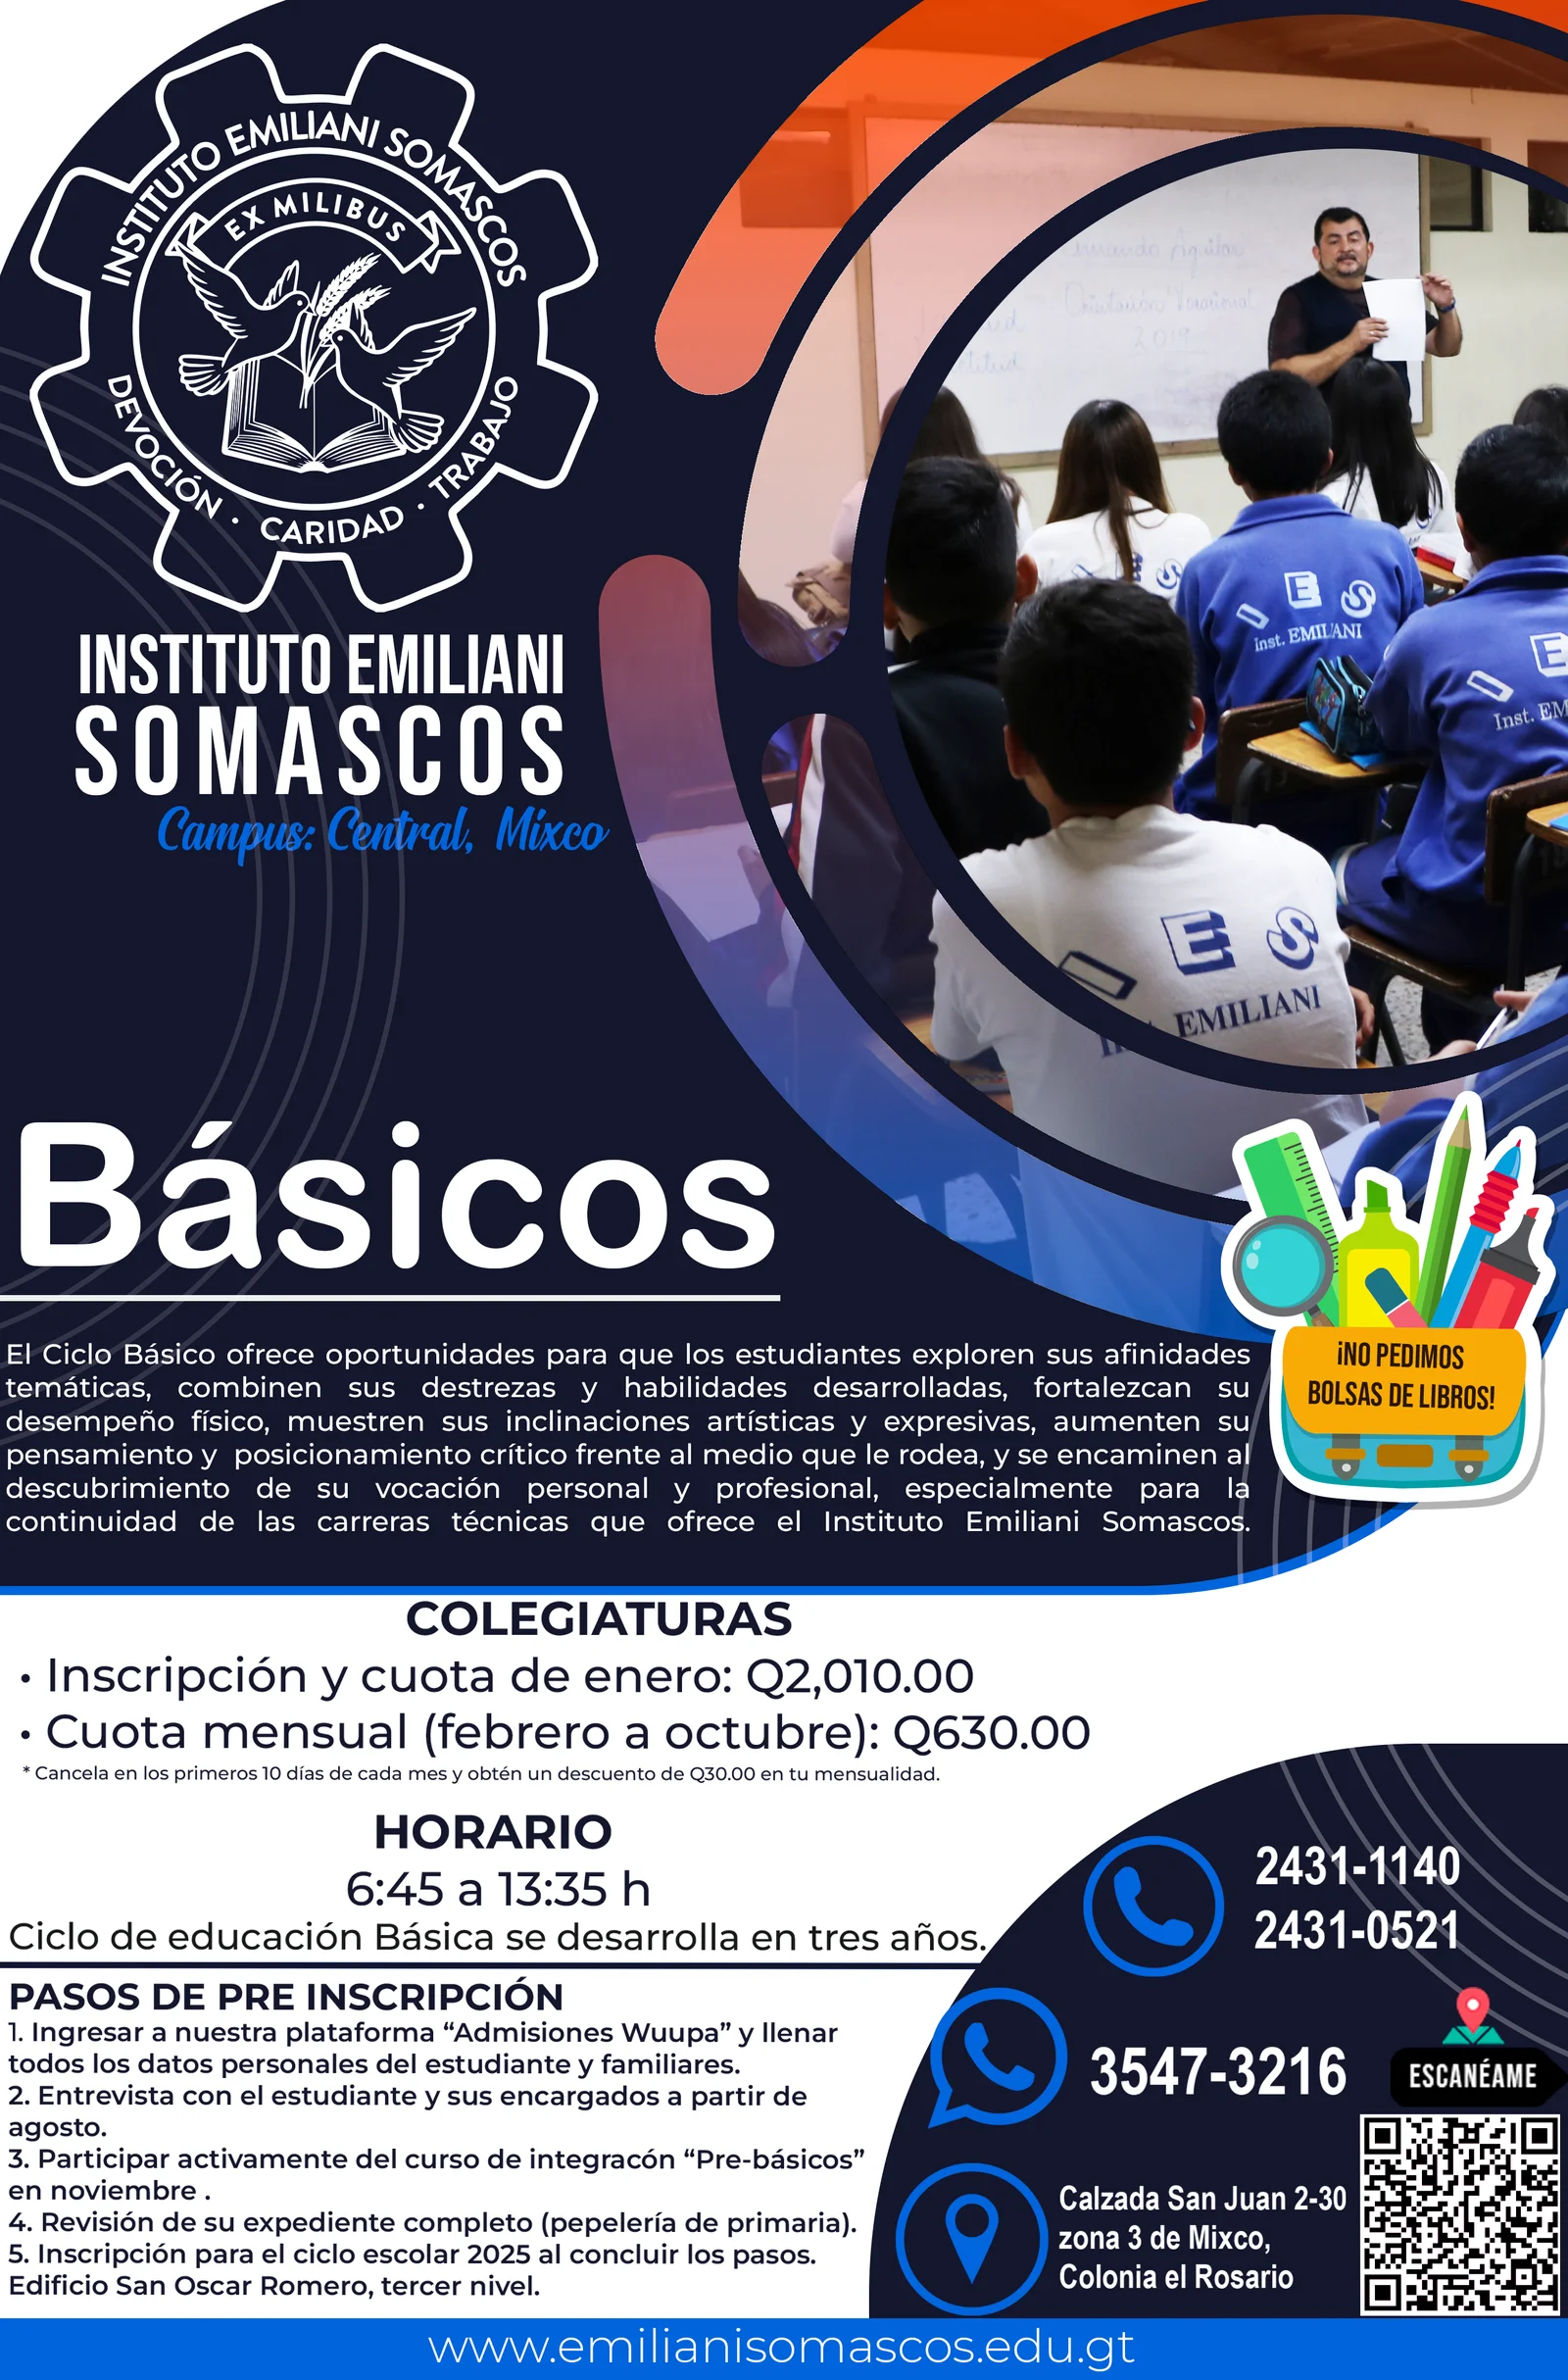 INSTITUTO EMILIANI SOMASCOS
EX MILIBUS
DEVOCIÓN · CARIDAD · TRABAJO
INSTITUTO EMILIANI
SOMASCOS
Campus: Central, Mixco
Aguilar
Orientación Vocacional
2019
E S
Inst. EMILIANI
E
Inst. EM
E S
EMILIANI
Básicos
El Ciclo Básico ofrece oportunidades para que los estudiantes exploren sus afinidades
temáticas, combinen sus destrezas y habilidades desarrolladas, fortalezcan su
desempeño físico, muestren sus inclinaciones artísticas y expresivas, aumenten su
pensamiento y posicionamiento crítico frente al medio que le rodea, y se encaminen al
descubrimiento de su vocación personal y profesional, especialmente para la
continuidad de las carreras técnicas que ofrece el Instituto Emiliani Somascos.
¡NO PEDIMOS
BOLSAS DE LIBROS!
COLEGIATURAS
• Inscripción y cuota de enero: Q2,010.00
• Cuota mensual (febrero a octubre): Q630.00
* Cancela en los primeros 10 días de cada mes y obtén un descuento de Q30.00 en tu mensualidad.
HORARIO
6:45 a 13:35 h
Ciclo de educación Básica se desarrolla en tres años.
PASOS DE PRE INSCRIPCIÓN
1. Ingresar a nuestra plataforma “Admisiones Wuupa” y llenar
todos los datos personales del estudiante y familiares.
2. Entrevista con el estudiante y sus encargados a partir de
agosto.
3. Participar activamente del curso de integracón “Pre-básicos”
en noviembre .
4. Revisión de su expediente completo (pepelería de primaria).
5. Inscripción para el ciclo escolar 2025 al concluir los pasos.
Edificio San Oscar Romero, tercer nivel.
2431-1140
2431-0521
3547-3216
ESCANÉAME
Calzada San Juan 2-30
zona 3 de Mixco,
Colonia el Rosario
www.emilianisomascos.edu.gt